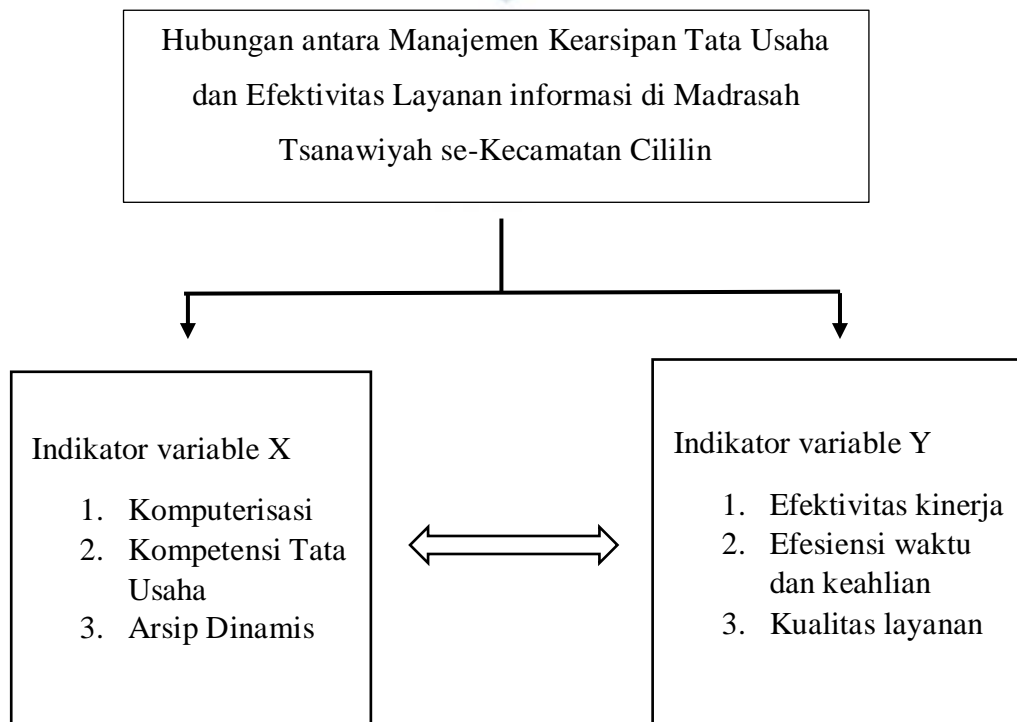 Hubungan antara Manajemen Kearsipan Tata Usaha
dan Efektivitas Layanan informasi di Madrasah
Tsanawiyah se-Kecamatan Cililin
Indikator variable X
1. Komputerisasi
2. Kompetensi Tata
Usaha
3. Arsip Dinamis
Indikator variable Y
1. Efektivitas kinerja
2. Efesiensi waktu
dan keahlian
3. Kualitas layanan